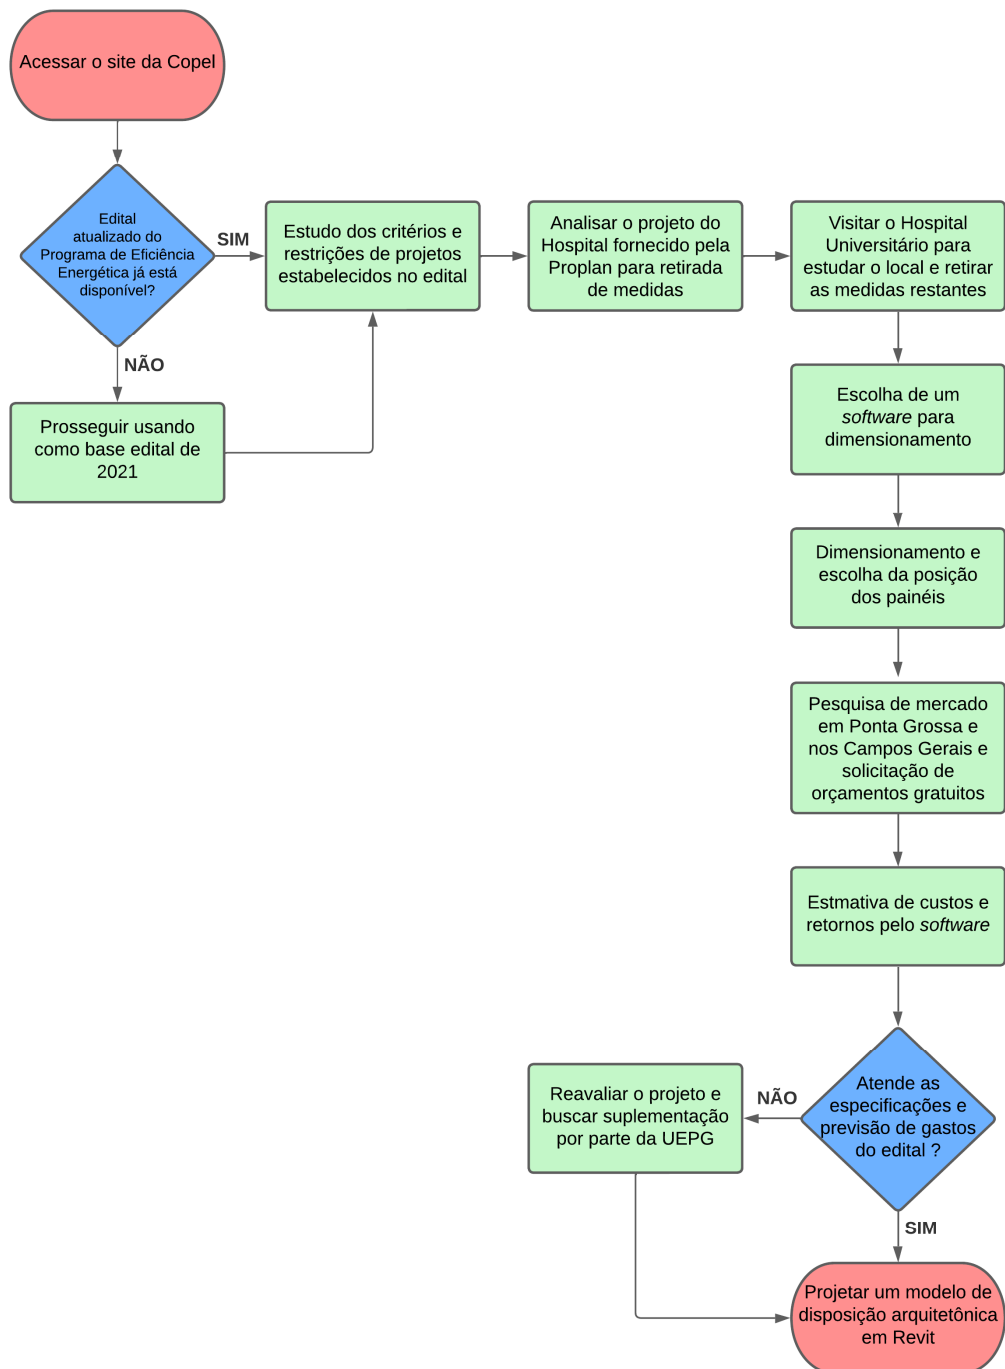 Acessar o site da Copel
Edital
atualizado do
Programa de Eficiência
Energética já está
disponível?
SIM
NÃO
Prosseguir usando
como base edital de
2021
Estudo dos critérios e
restrições de projetos
estabelecidos no edital
Analisar o projeto do
Hospital fornecido pela
Proplan para retirada
de medidas
Visitar o Hospital
Universitário para
estudar o local e retirar
as medidas restantes
Escolha de um
software para
dimensionamento
Dimensionamento e
escolha da posição
dos painéis
Pesquisa de mercado
em Ponta Grossa e
nos Campos Gerais e
solicitação de
orçamentos gratuitos
Estmativa de custos e
retornos pelo software
Atende as
especificações e
previsão de gastos
do edital ?
NÃO
Reavaliar o projeto e
buscar suplementação
por parte da UEPG
SIM
Projetar um modelo de
disposição arquitetônica
em Revit